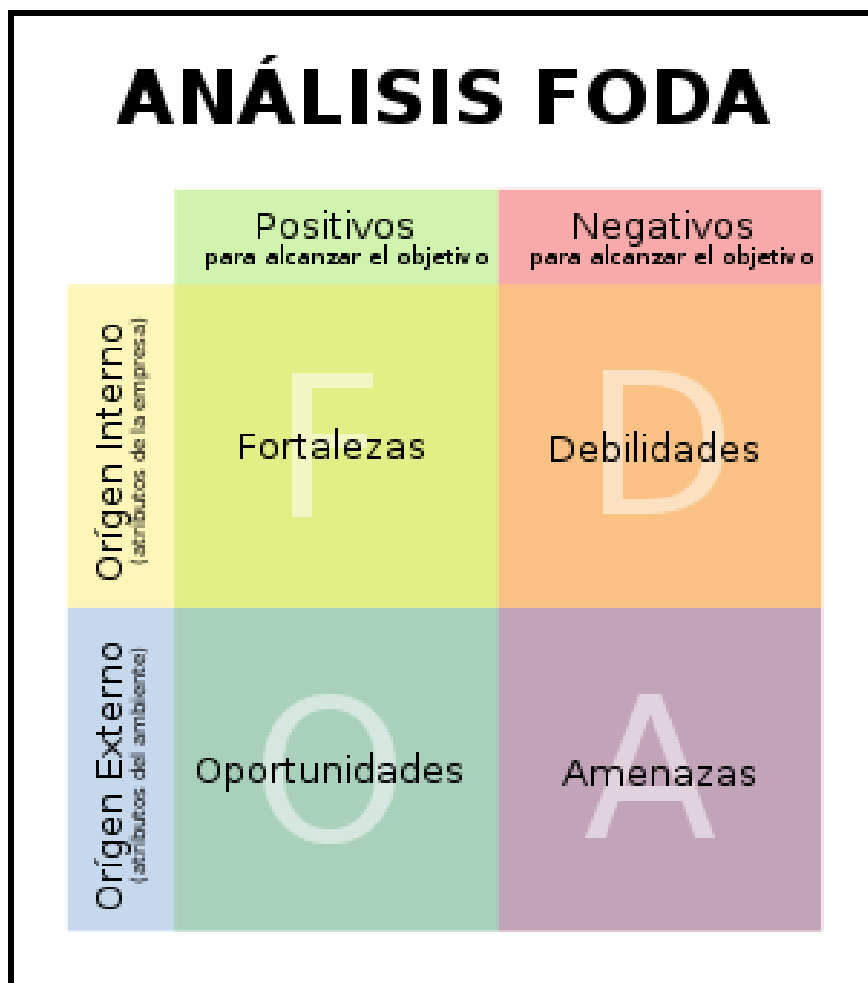 ANÁLISIS FODA
Positivos
para alcanzar el objetivo
Negativos
para alcanzar el objetivo
Orígen Interno
(atributos de la empresa)
F
Fortalezas
D
Debilidades
Orígen Externo
(atributos del ambiente)
O
Oportunidades
A
Amenazas